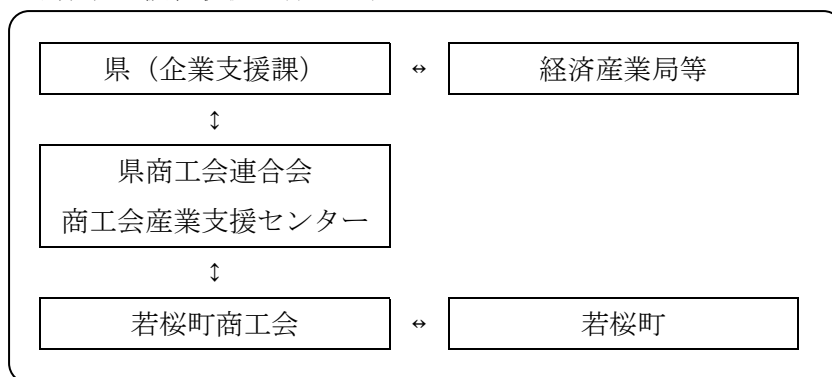 県（企業支援課） ↔ 経済産業局等
↕
県商工会連合会
商工会産業支援センター
↕
若桜町商工会 ↔ 若桜町